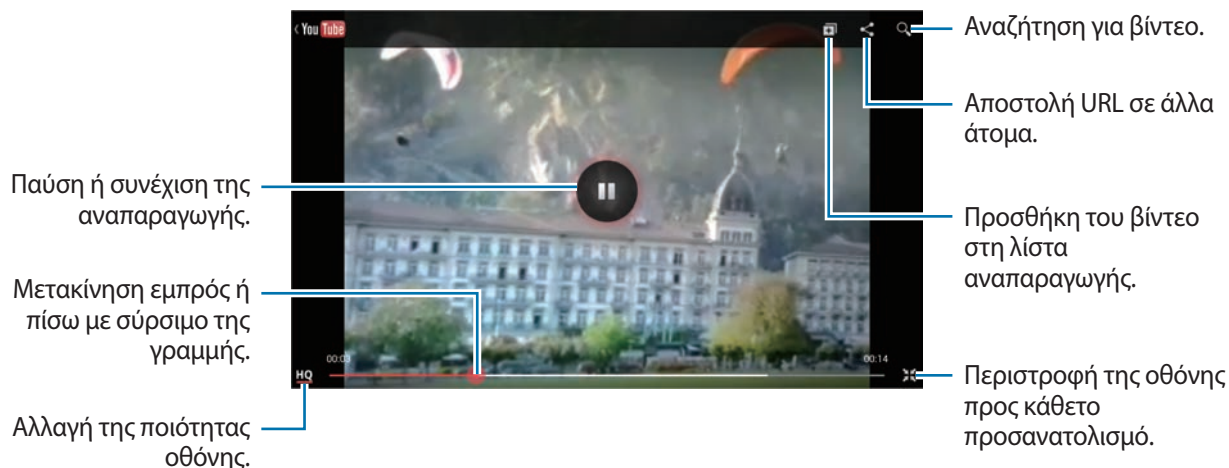 You Tube
Αναζήτηση για βίντεο.
Αποστολή URL σε άλλα
άτομα.
Παύση ή συνέχιση της
αναπαραγωγής.
Προσθήκη του βίντεο
στη λίστα
αναπαραγωγής.
Μετακίνηση εμπρός ή
πίσω με σύρσιμο της
γραμμής.
00:03
00:14
HQ
Περιστροφή της οθόνης
προς κάθετο
προσανατολισμό.
Αλλαγή της ποιότητας
οθόνης.